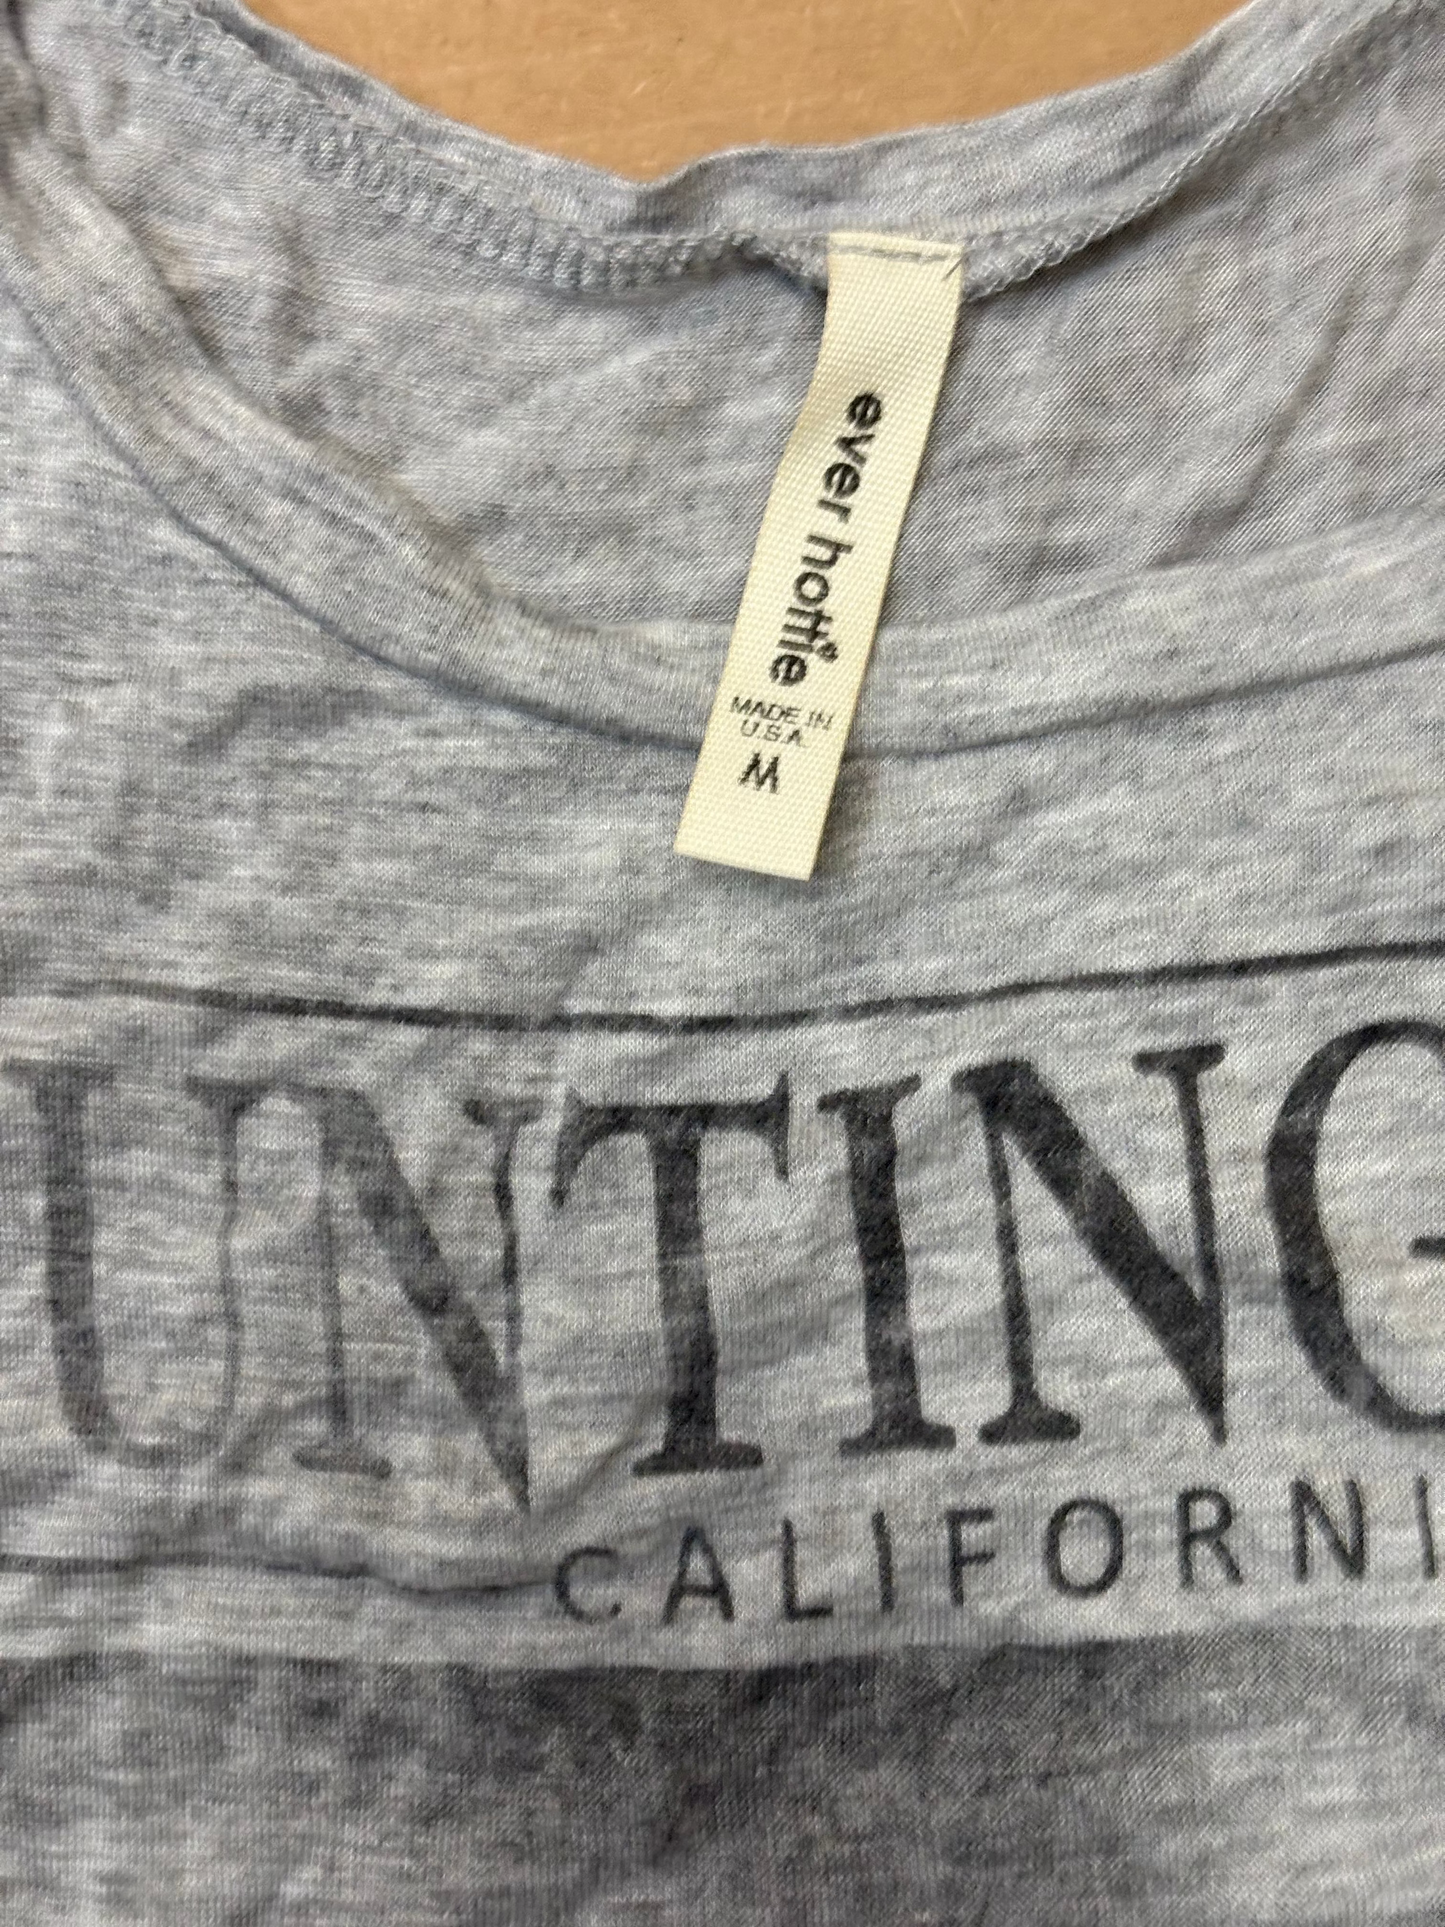 ever hottie
MADE IN
U.S.A.
M
UNTING
CALIFORNI